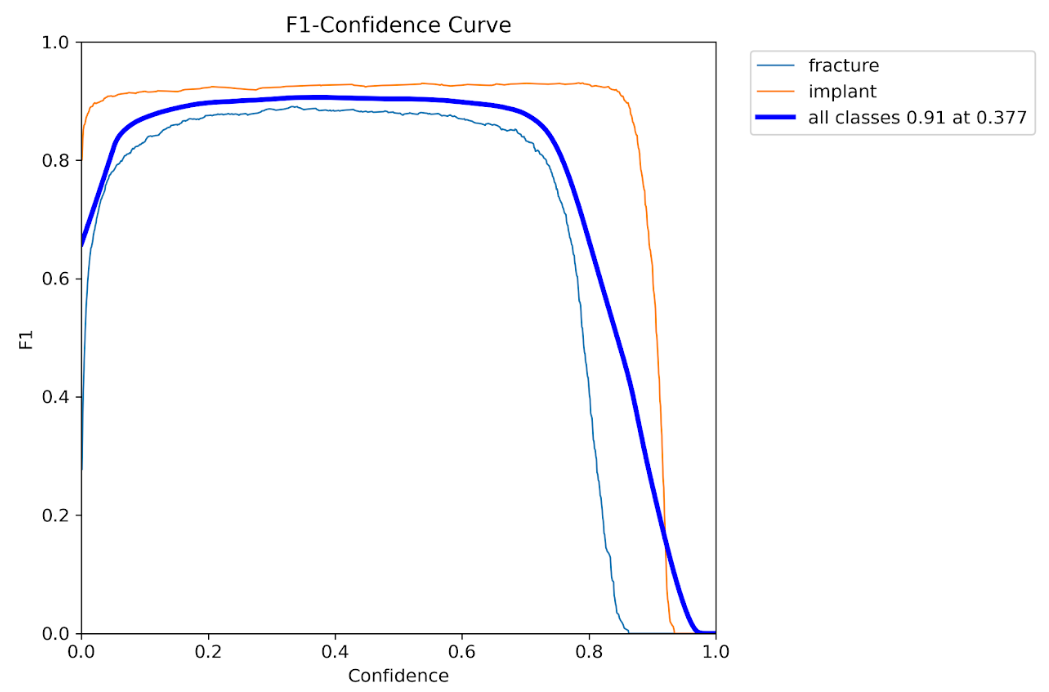 F1-Confidence Curve
1.0
0.8
0.6
0.4
0.2
0.0
F1
0.0 0.2 0.4 0.6 0.8 1.0
Confidence
fracture
implant
all classes 0.91 at 0.377